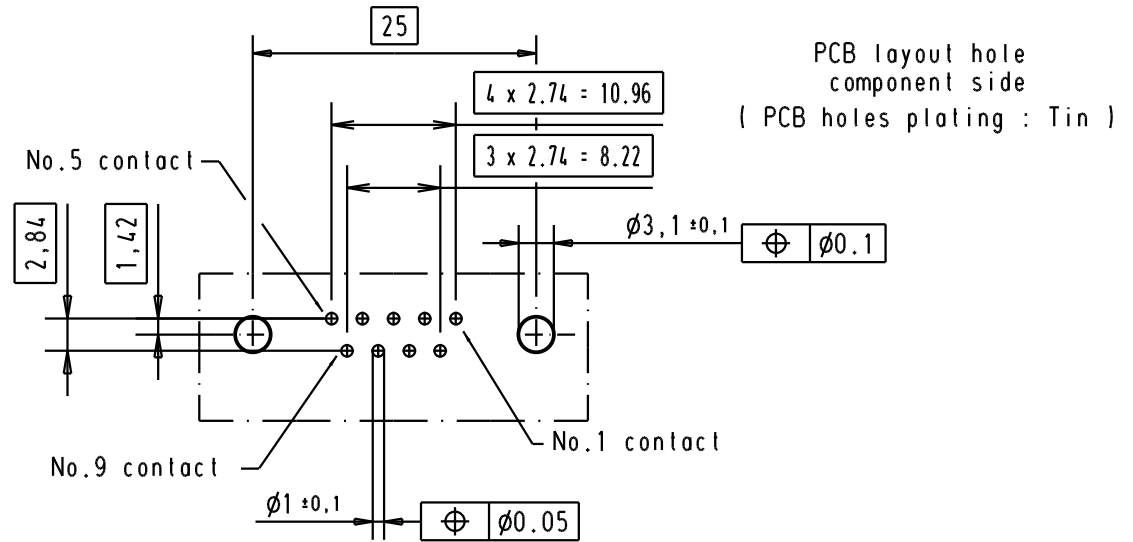 25
PCB layout hole
component side
( PCB holes plating : Tin )
4 x 2.74 = 10.96
3 x 2.74 = 8.22
No.5 contact
2,84
1,42
Ø3,1 ±0,1
⌖ Ø0.1
No.1 contact
No.9 contact
Ø1 ±0,1
⌖ Ø0.05